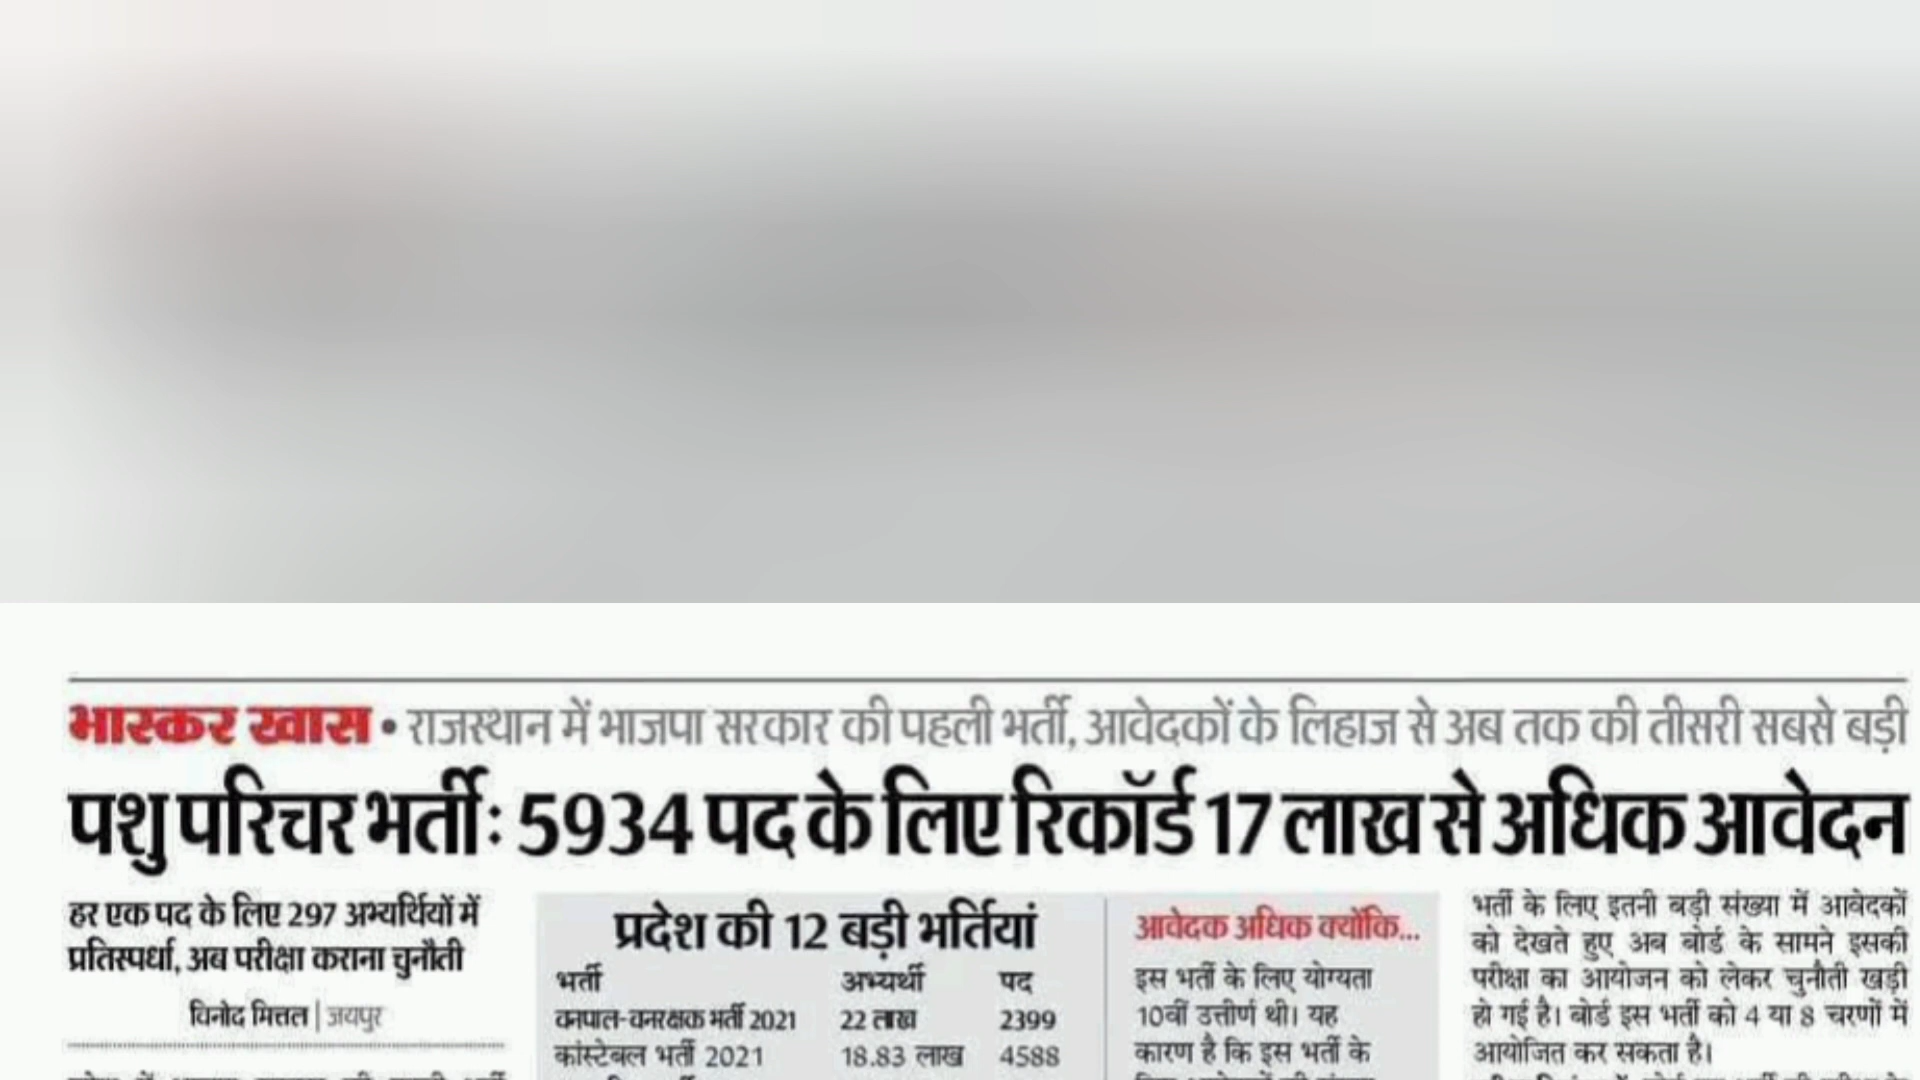 भास्कर खास • राजस्थान में भाजपा सरकार की पहली भर्ती, आवेदकों के लिहाज से अब तक की तीसरी सबसे बड़ी
पशु परिचर भर्ती: 5934 पद के लिए रिकॉर्ड 17 लाख से अधिक आवेदन
हर एक पद के लिए 297 अभ्यर्थियों में
प्रतिस्पर्धा, अब परीक्षा कराना चुनौती
विनोद मित्तल | जयपुर
प्रदेश की 12 बड़ी भर्तियां
भर्ती अभ्यर्थी पद
वनपाल-वनरक्षक भर्ती 2021 22 लाख 2399
कांस्टेबल भर्ती 2021 18.83 लाख 4588
आवेदक अधिक क्योंकि...
इस भर्ती के लिए योग्यता
10वीं उत्तीर्ण थी। यह
कारण है कि इस भर्ती के
भर्ती के लिए इतनी बड़ी संख्या में आवेदकों
को देखते हुए अब बोर्ड के सामने इसकी
परीक्षा का आयोजन को लेकर चुनौती खड़ी
हो गई है। बोर्ड इस भर्ती को 4 या 8 चरणों में
आयोजित कर सकता है।